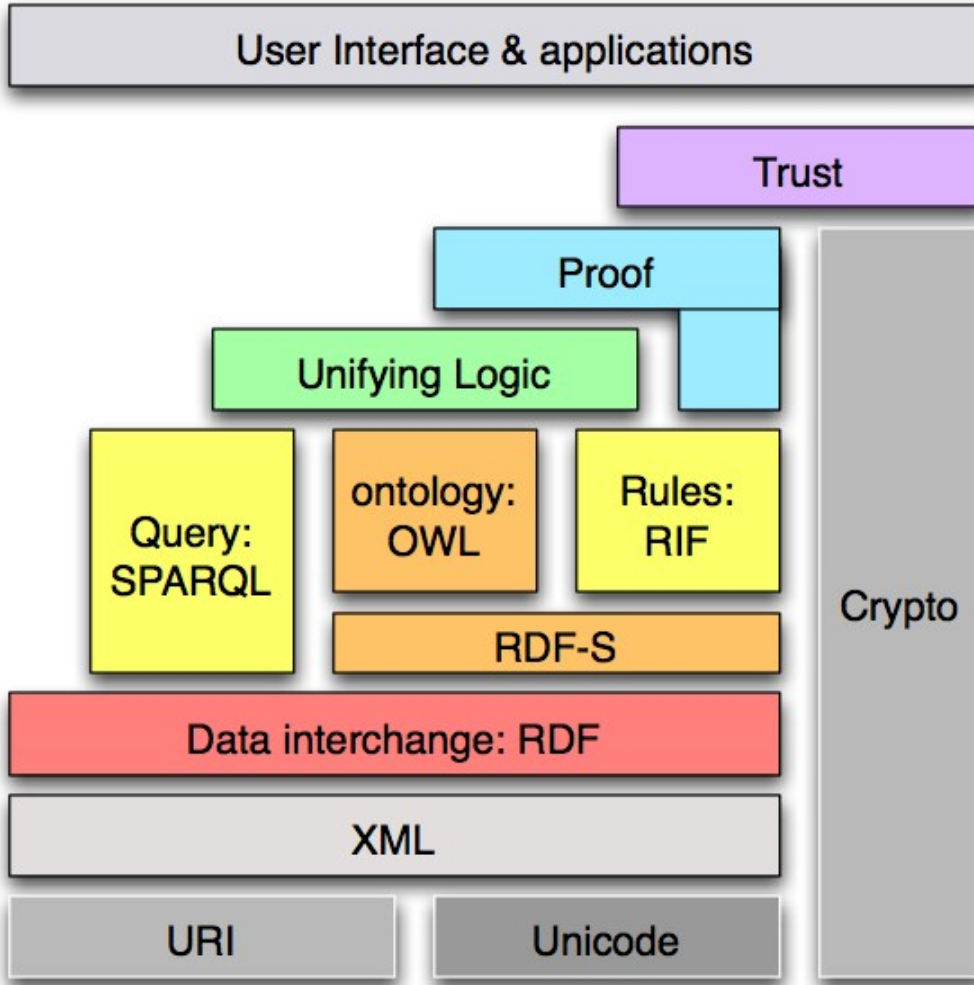 User Interface & applications
Trust
Proof
Unifying Logic
Query:
SPARQL
ontology:
OWL
Rules:
RIF
RDF-S
Crypto
Data interchange: RDF
XML
URI
Unicode